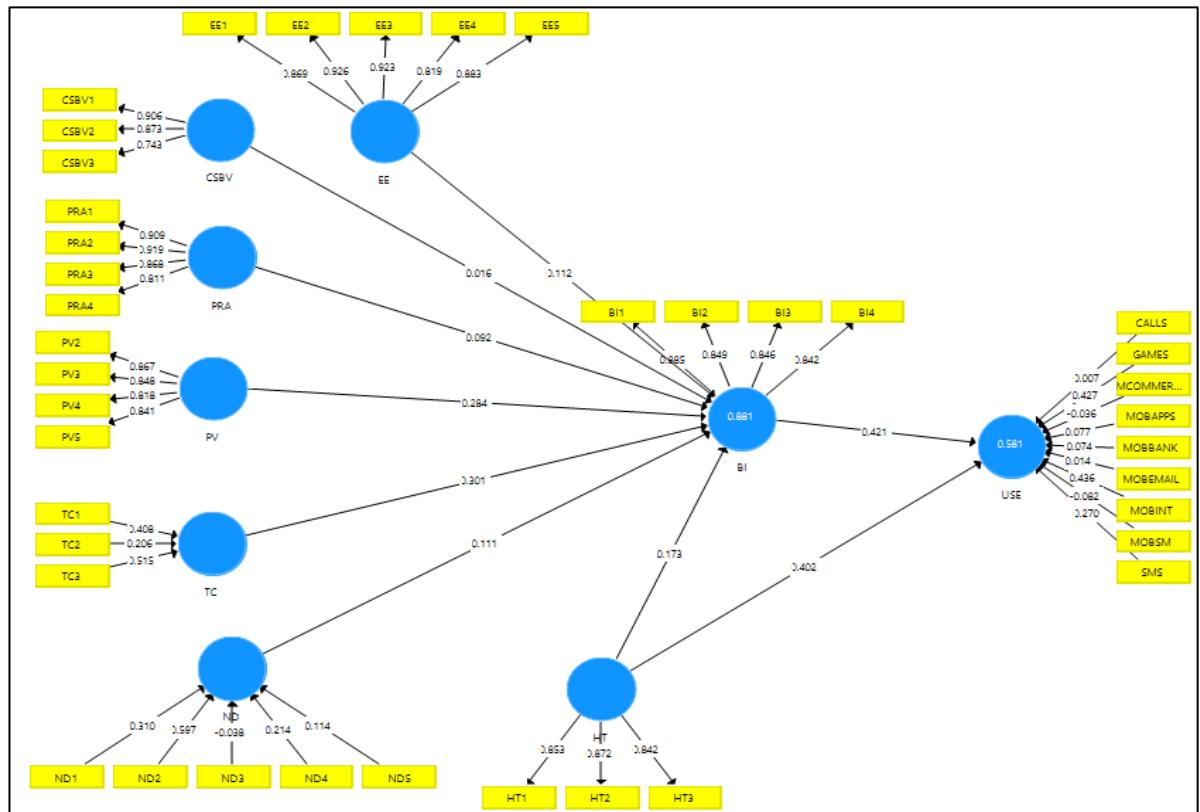 EE1 EE2 EE3 EE4 EE5
0.869 0.926 0.923 0.819 0.883
EE
CSBV1
CSBV2
CSBV3
0.906
0.873
0.743
CSBV
PRA1
PRA2
PRA3
PRA4
0.909
0.919
0.868
0.811
PRA
PV2
PV3
PV4
PV5
0.867
0.848
0.818
0.841
PV
TC1
TC2
TC3
0.408
0.206
0.515
TC
0.016
0.112
0.092
0.284
0.301
0.111
BI1 BI2 BI3 BI4
0.885 0.849 0.846 0.842
0.881
BI
0.421
0.173
0.402
0.581
USE
CALLS
GAMES
MCOMMER...
MOBAPPS
MOBBANK
MOBEMAIL
MOBINT
MOBSM
SMS
0.007
0.427
-0.036
0.077
0.074
0.014
0.436
-0.082
0.270
ND
0.310 0.597 -0.038 0.214 0.114
ND1 ND2 ND3 ND4 ND5
HT
0.853 0.872 0.842
HT1 HT2 HT3